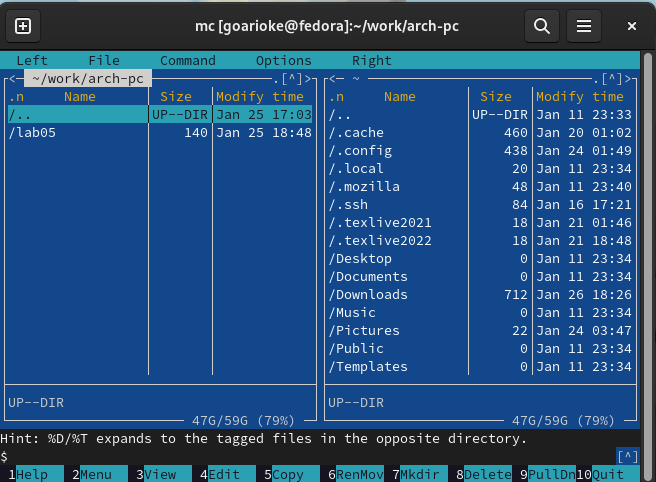 mc [goarioke@fedora]:~/work/arch-pc
Left File Command Options Right
<- ~/work/arch-pc .[^]> <- ~ .[^]>
.n Name Size Modify time .n Name Size Modify time
/.. UP--DIR Jan 25 17:03 /.. UP--DIR Jan 11 23:33
/lab05 140 Jan 25 18:48 /.cache 460 Jan 20 01:02
/.config 438 Jan 24 01:49
/.local 20 Jan 11 23:34
/.mozilla 48 Jan 11 23:40
/.ssh 84 Jan 16 17:21
/.texlive2021 18 Jan 21 01:46
/.texlive2022 18 Jan 21 18:48
/Desktop 0 Jan 11 23:34
/Documents 0 Jan 11 23:34
/Downloads 712 Jan 26 18:26
/Music 0 Jan 11 23:34
/Pictures 22 Jan 24 03:47
/Public 0 Jan 11 23:34
/Templates 0 Jan 11 23:34
UP--DIR UP--DIR
47G/59G (79%) 47G/59G (79%)
Hint: %D/%T expands to the tagged files in the opposite directory.
$ [^]
1Help 2Menu 3View 4Edit 5Copy 6RenMov 7Mkdir 8Delete 9PullDn 10Quit